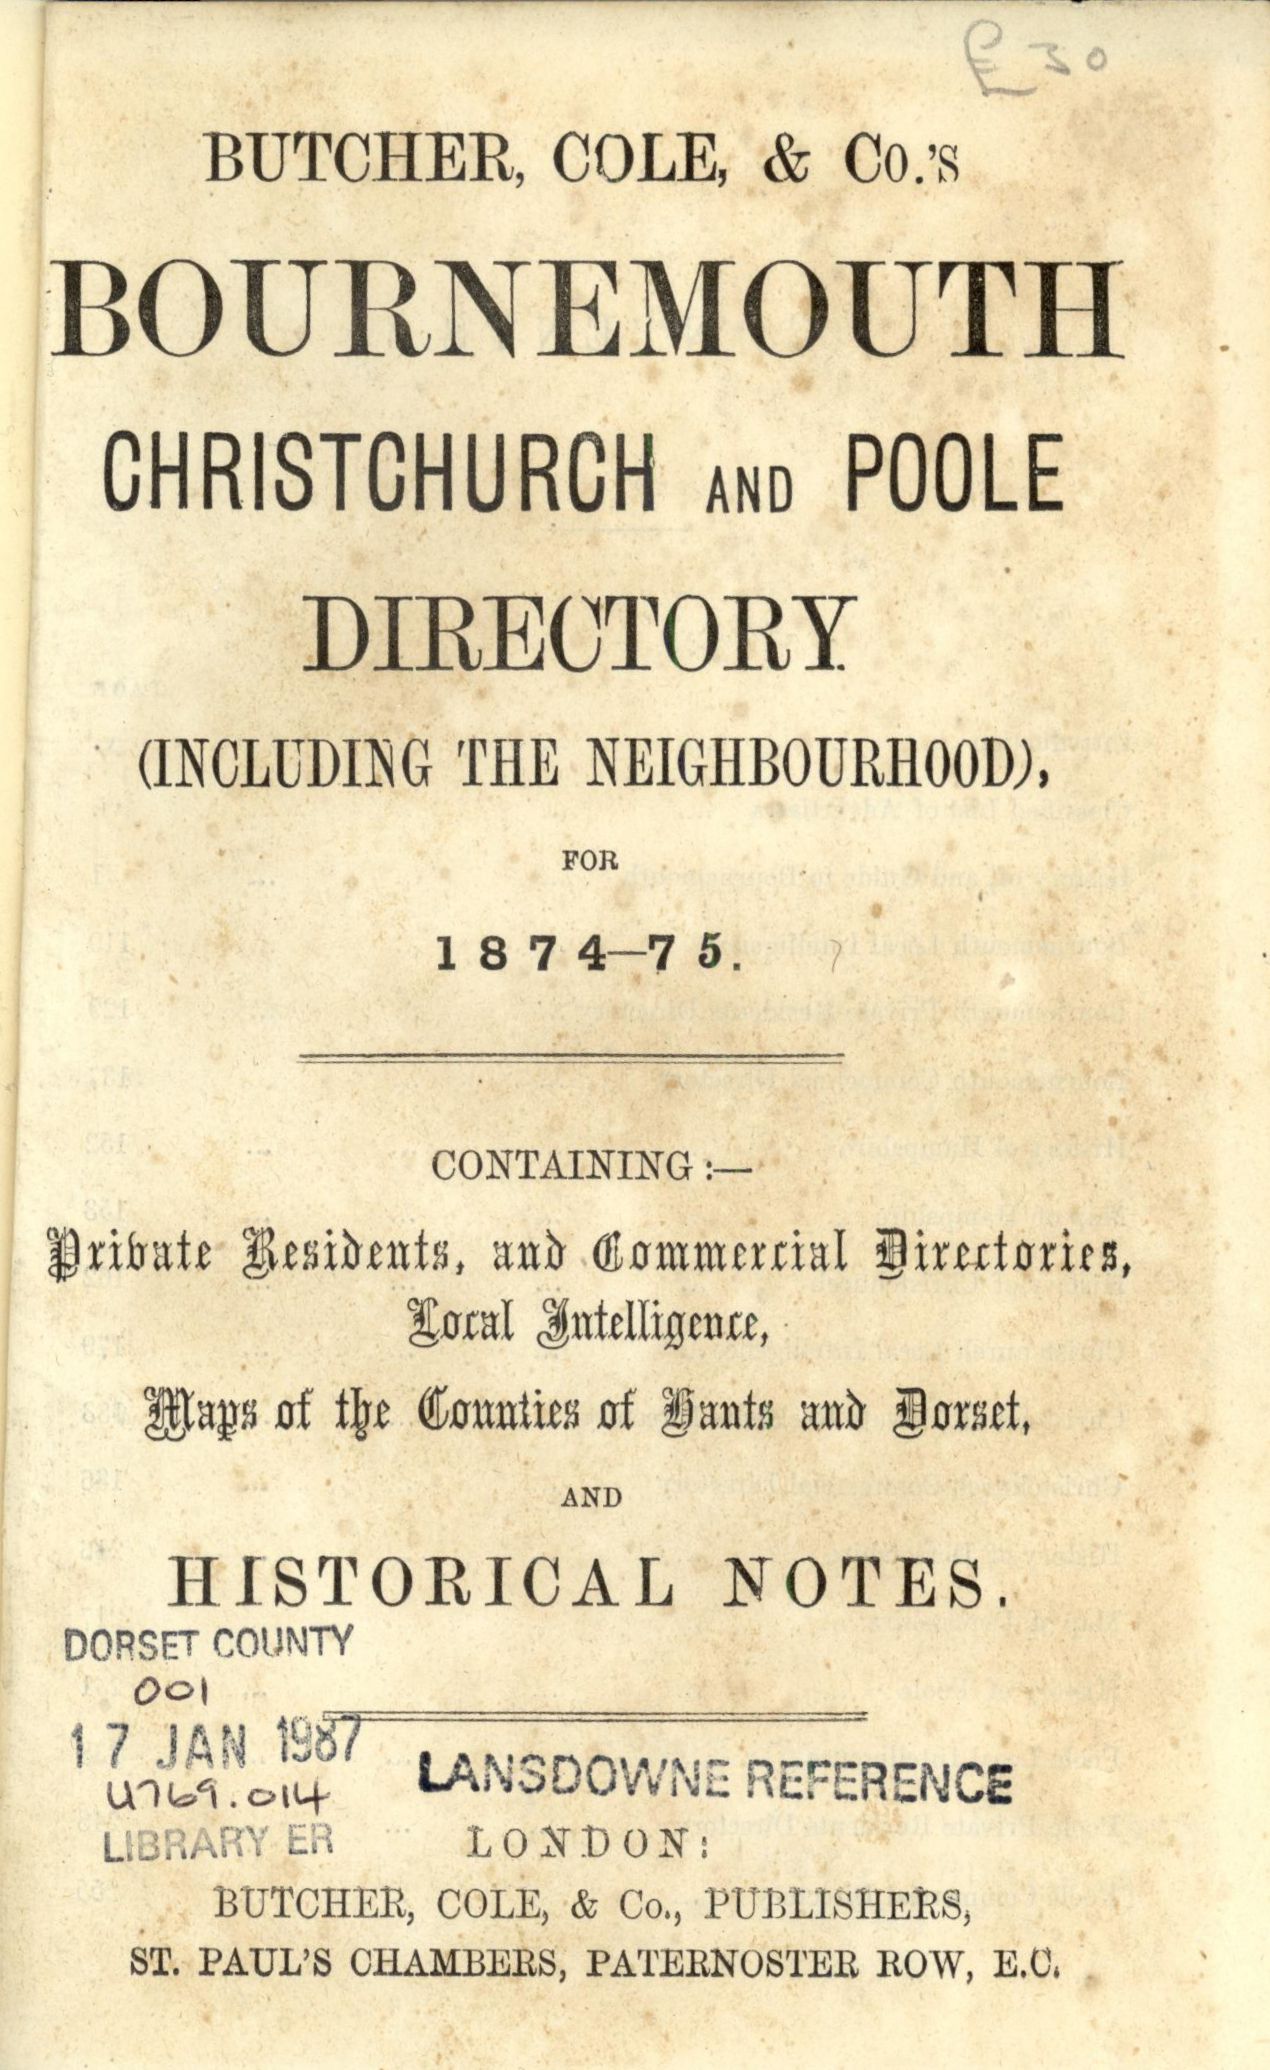 £30
BUTCHER, COLE, & Co.'s
BOURNEMOUTH
CHRISTCHURCH AND POOLE
DIRECTORY
(INCLUDING THE NEIGHBOURHOOD),
FOR
1874—75.
CONTAINING:—
Private Residents, and Commercial Directories,
Local Intelligence,
Maps of the Counties of Hants and Dorset,
AND
HISTORICAL NOTES.
DORSET COUNTY
001
17 JAN 1987
U769.014
LIBRARY ER
LANSDOWNE REFERENCE
LONDON:
BUTCHER, COLE, & Co., PUBLISHERS,
ST. PAUL'S CHAMBERS, PATERNOSTER ROW, E.C.